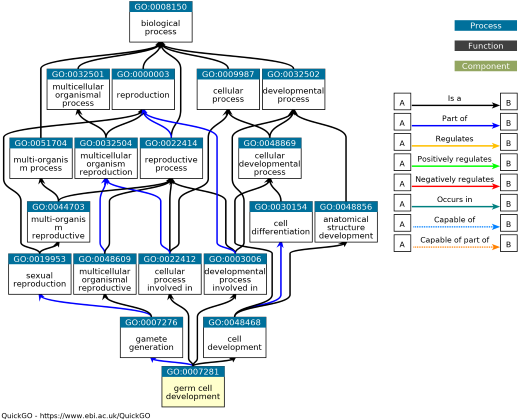 GO:0008150
biological
process
Process
Function
Component
GO:0032501
multicellular
organismal
process
GO:0000003
reproduction
GO:0009987
cellular
process
GO:0032502
developmental
process
A
Is a
B
A
Part of
B
A
Regulates
B
A
Positively regulates
B
A
Negatively regulates
B
A
Occurs in
B
A
Capable of
B
A
Capable of part of
B
GO:0051704
multi-organis
m process
GO:0032504
multicellular
organism
reproduction
GO:0022414
reproductive
process
GO:0048869
cellular
developmental
process
GO:0044703
multi-organis
m
reproductive
GO:0030154
cell
differentiation
GO:0048856
anatomical
structure
development
GO:0019953
sexual
reproduction
GO:0048609
multicellular
organismal
reproductive
GO:0022412
cellular
process
involved in
GO:0003006
developmental
process
involved in
GO:0007276
gamete
generation
GO:0048468
cell
development
GO:0007281
germ cell
development
QuickGO - https://www.ebi.ac.uk/QuickGO